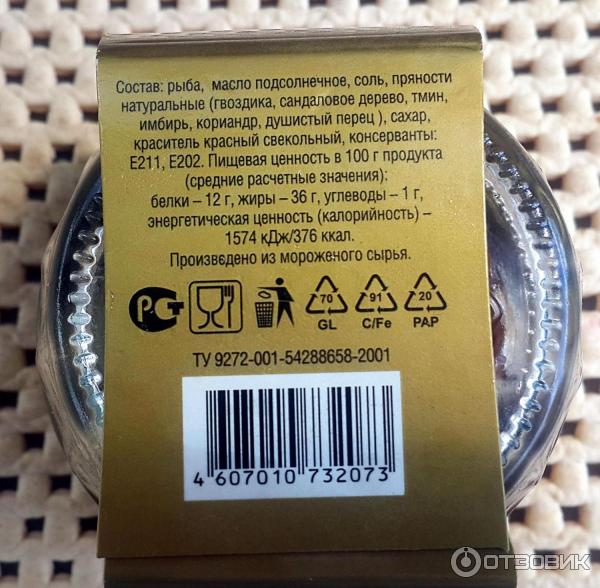 Состав: рыба, масло подсолнечное, соль, пряности
натуральные (гвоздика, сандаловое дерево, тмин,
имбирь, кориандр, душистый перец ), сахар,
краситель красный свекольный, консерванты:
Е211, Е202. Пищевая ценность в 100 г продукта
(средние расчетные значения):
белки – 12 г, жиры – 36 г, углеводы – 1 г,
энергетическая ценность (калорийность) –
1574 кДж/376 ккал.
Произведено из мороженого сырья.
РСТ 70 91 20
GL C/Fe PAP
ТУ 9272-001-54288658-2001
4 607010 732073
ОТЗОВИК